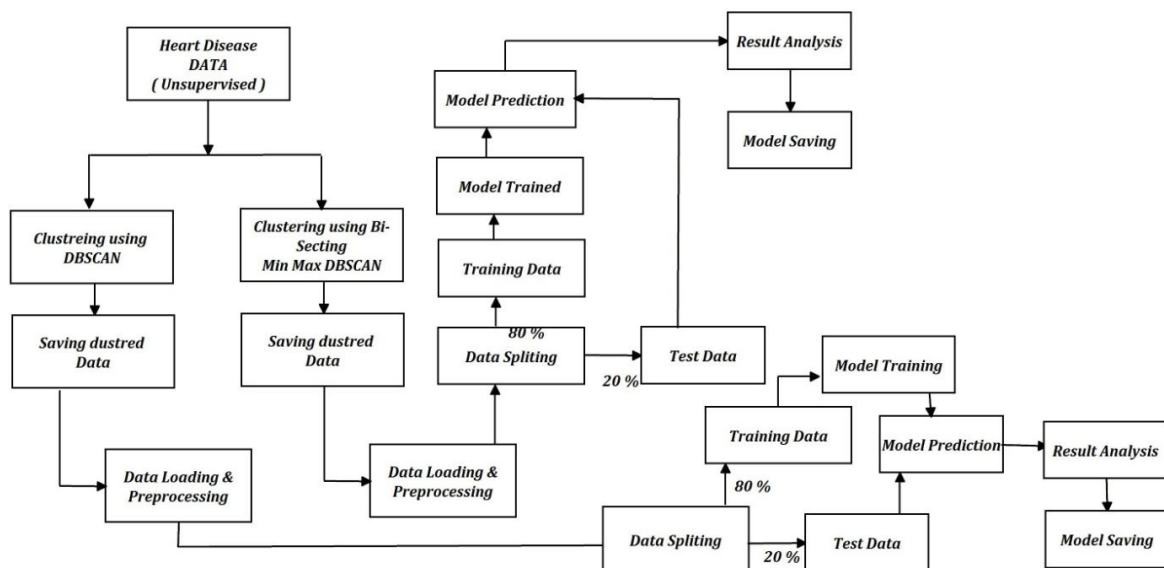 Heart Disease
DATA
( Unsupervised )
Clustreing using
DBSCAN
Saving dustred
Data
Data Loading &
Preprocessing
Clustering using Bi-
Secting
Min Max DBSCAN
Saving dustred
Data
Data Loading &
Preprocessing
Data Spliting
80 %
Training Data
Model Trained
Model Prediction
20 %
Test Data
Result Analysis
Model Saving
Data Spliting
80 %
Training Data
Model Training
20 %
Test Data
Model Prediction
Result Analysis
Model Saving